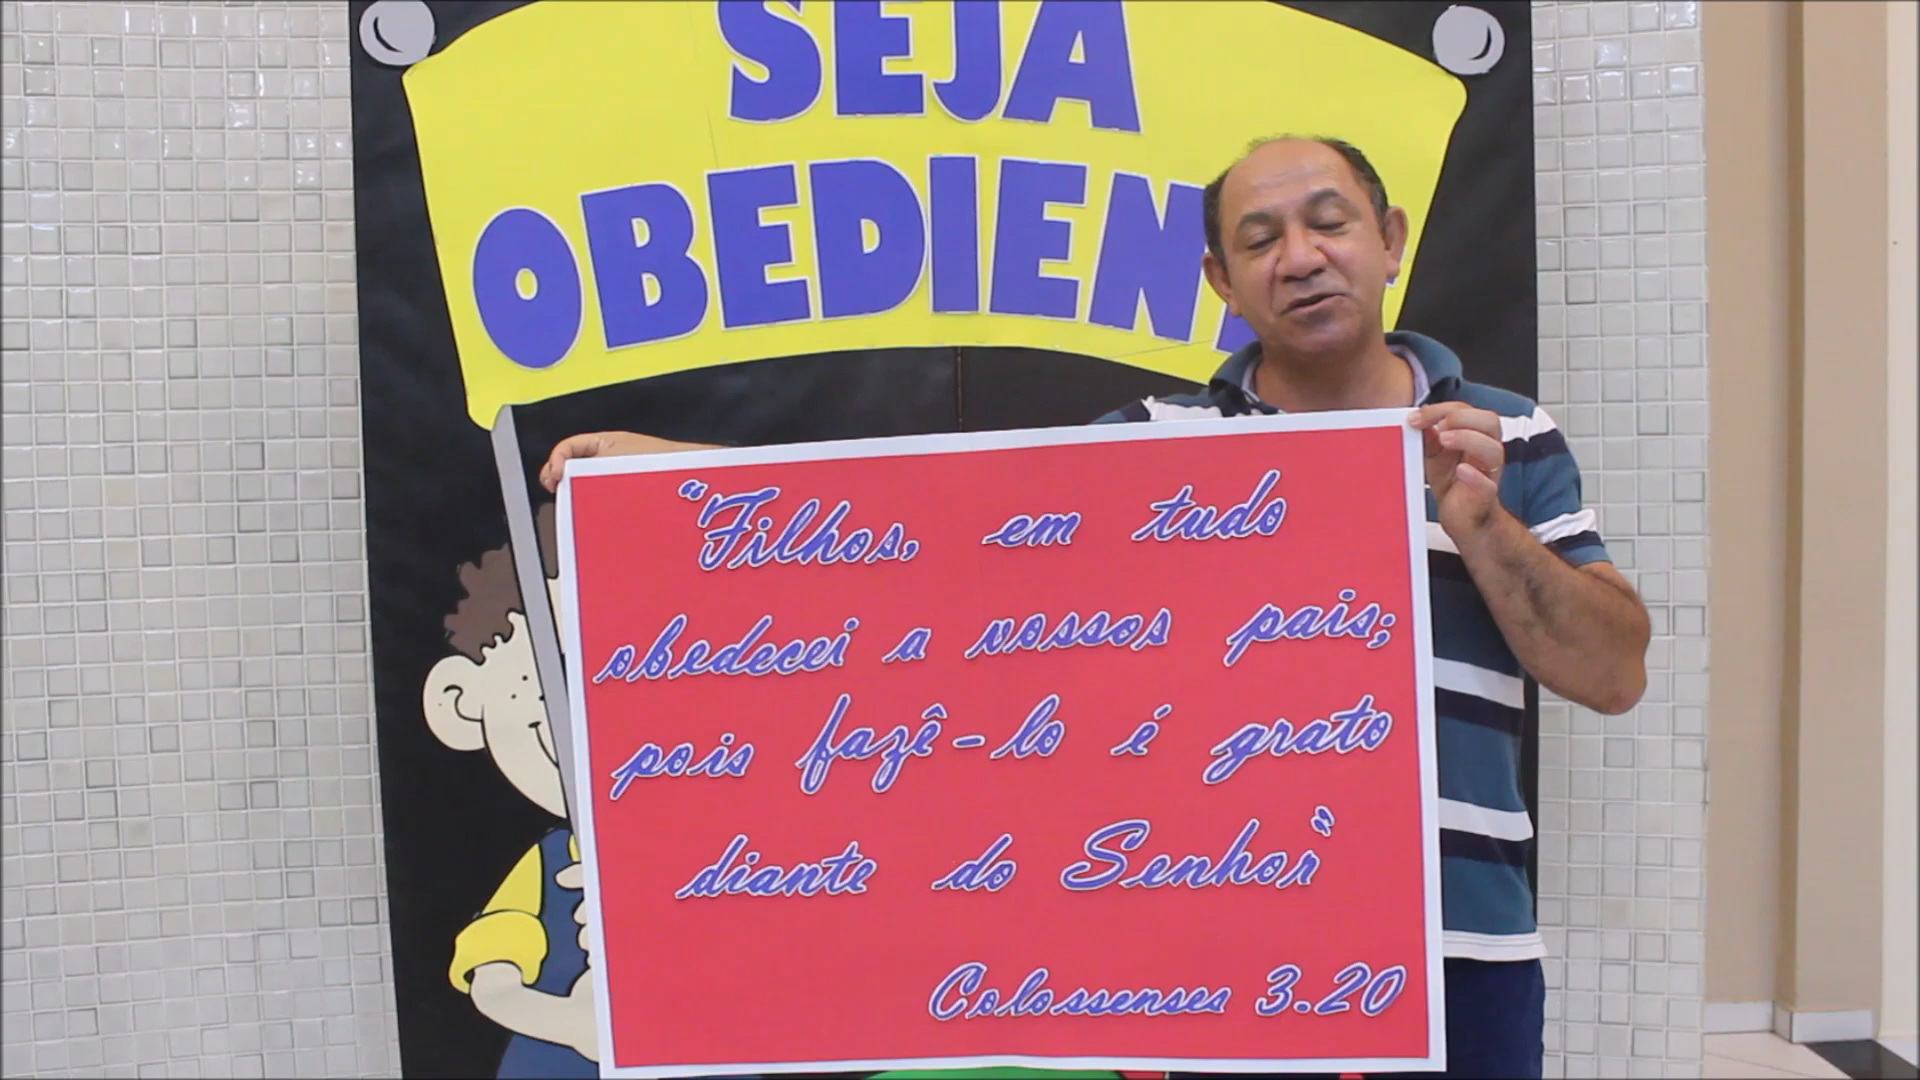 SEJA
OBEDIEN
"Filhos, em tudo
obedecei a vossos pais;
pois fazê-lo é grato
diante do Senhor"
Colossenses 3.20